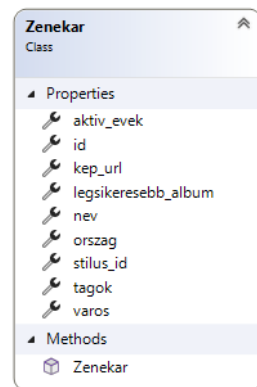 Zenekar
Class
Properties
aktiv_evek
id
kep_url
legsikeresebb_album
nev
orszag
stilus_id
tagok
varos
Methods
Zenekar